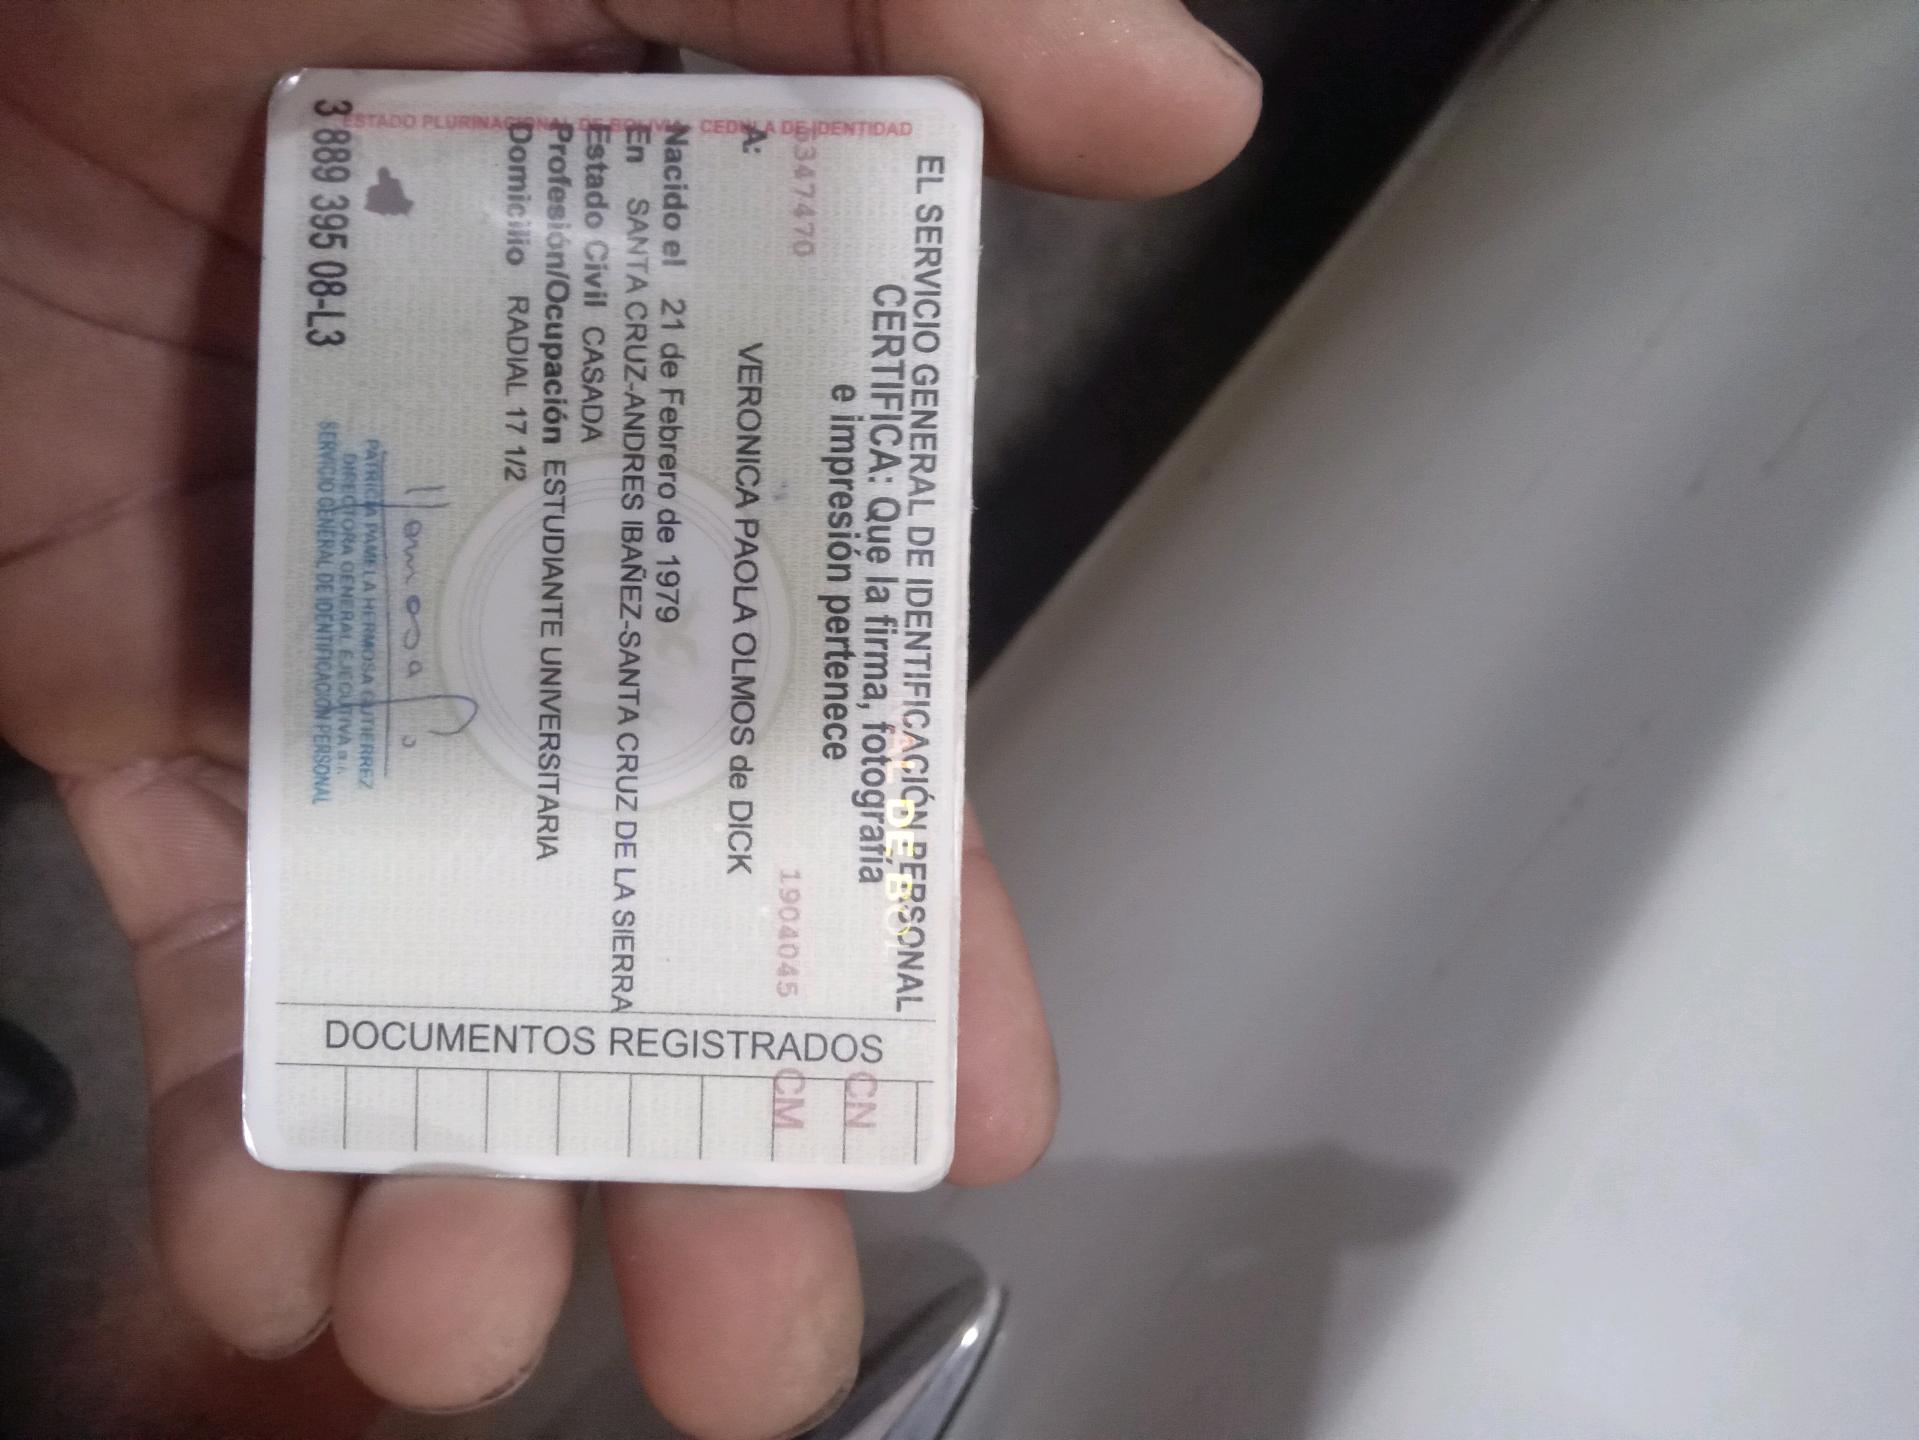 ESTADO PLURINACIONAL DE BOLIVIA CEDULA DE IDENTIDAD
EL SERVICIO GENERAL DE IDENTIFICACIÓN PERSONAL
CERTIFICA: Que la firma, fotografía
e impresión pertenece
5347470 1904045
A: VERONICA PAOLA OLMOS de DICK
Nacido el 21 de Febrero de 1979
En SANTA CRUZ-ANDRES IBAÑEZ-SANTA CRUZ DE LA SIERRA
Estado Civil CASADA
Profesión/Ocupación ESTUDIANTE UNIVERSITARIA
Domicilio RADIAL 17 1/2
PATRICIA PAMELA HERMOSA GUTIERREZ
DIRECTORA GENERAL EJECUTIVA a.i.
SERVICIO GENERAL DE IDENTIFICACIÓN PERSONAL
3 889 395 08-L3
DOCUMENTOS REGISTRADOS
CN
CM